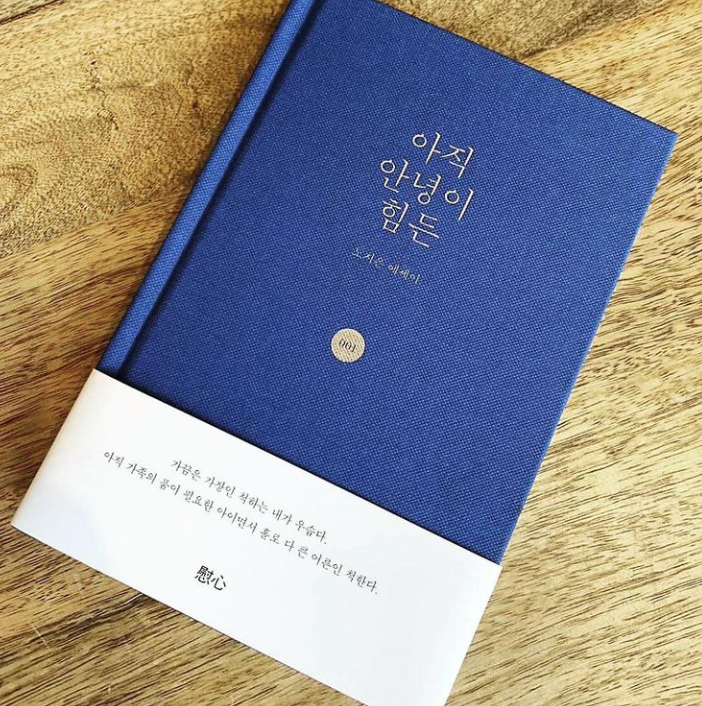 아직
안녕이
힘든
노시은 에세이
001
가끔은 가장인 척하는 내가 우습다.
아직 가족의 품이 필요한 아이면서 홀로 다 큰 어른인 척한다.
慰心